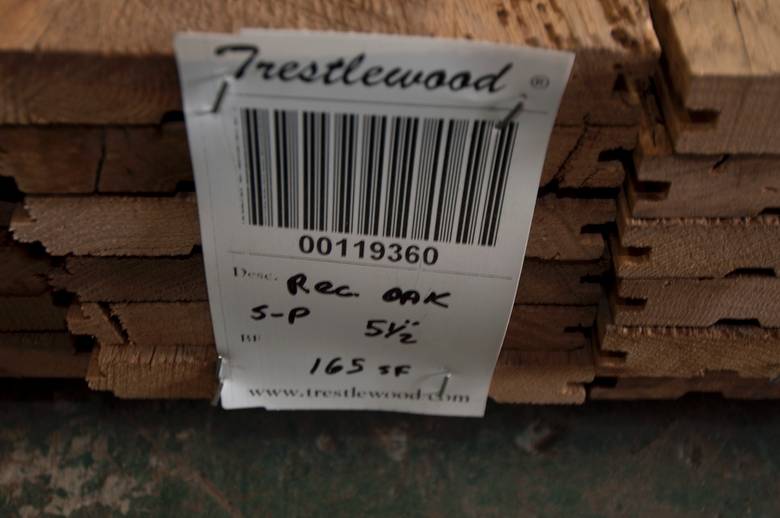 Trestlewood ®
00119360
Desc. Rec. OAK
S-P 5½"
BF
165 SF
www.trestlewood.com